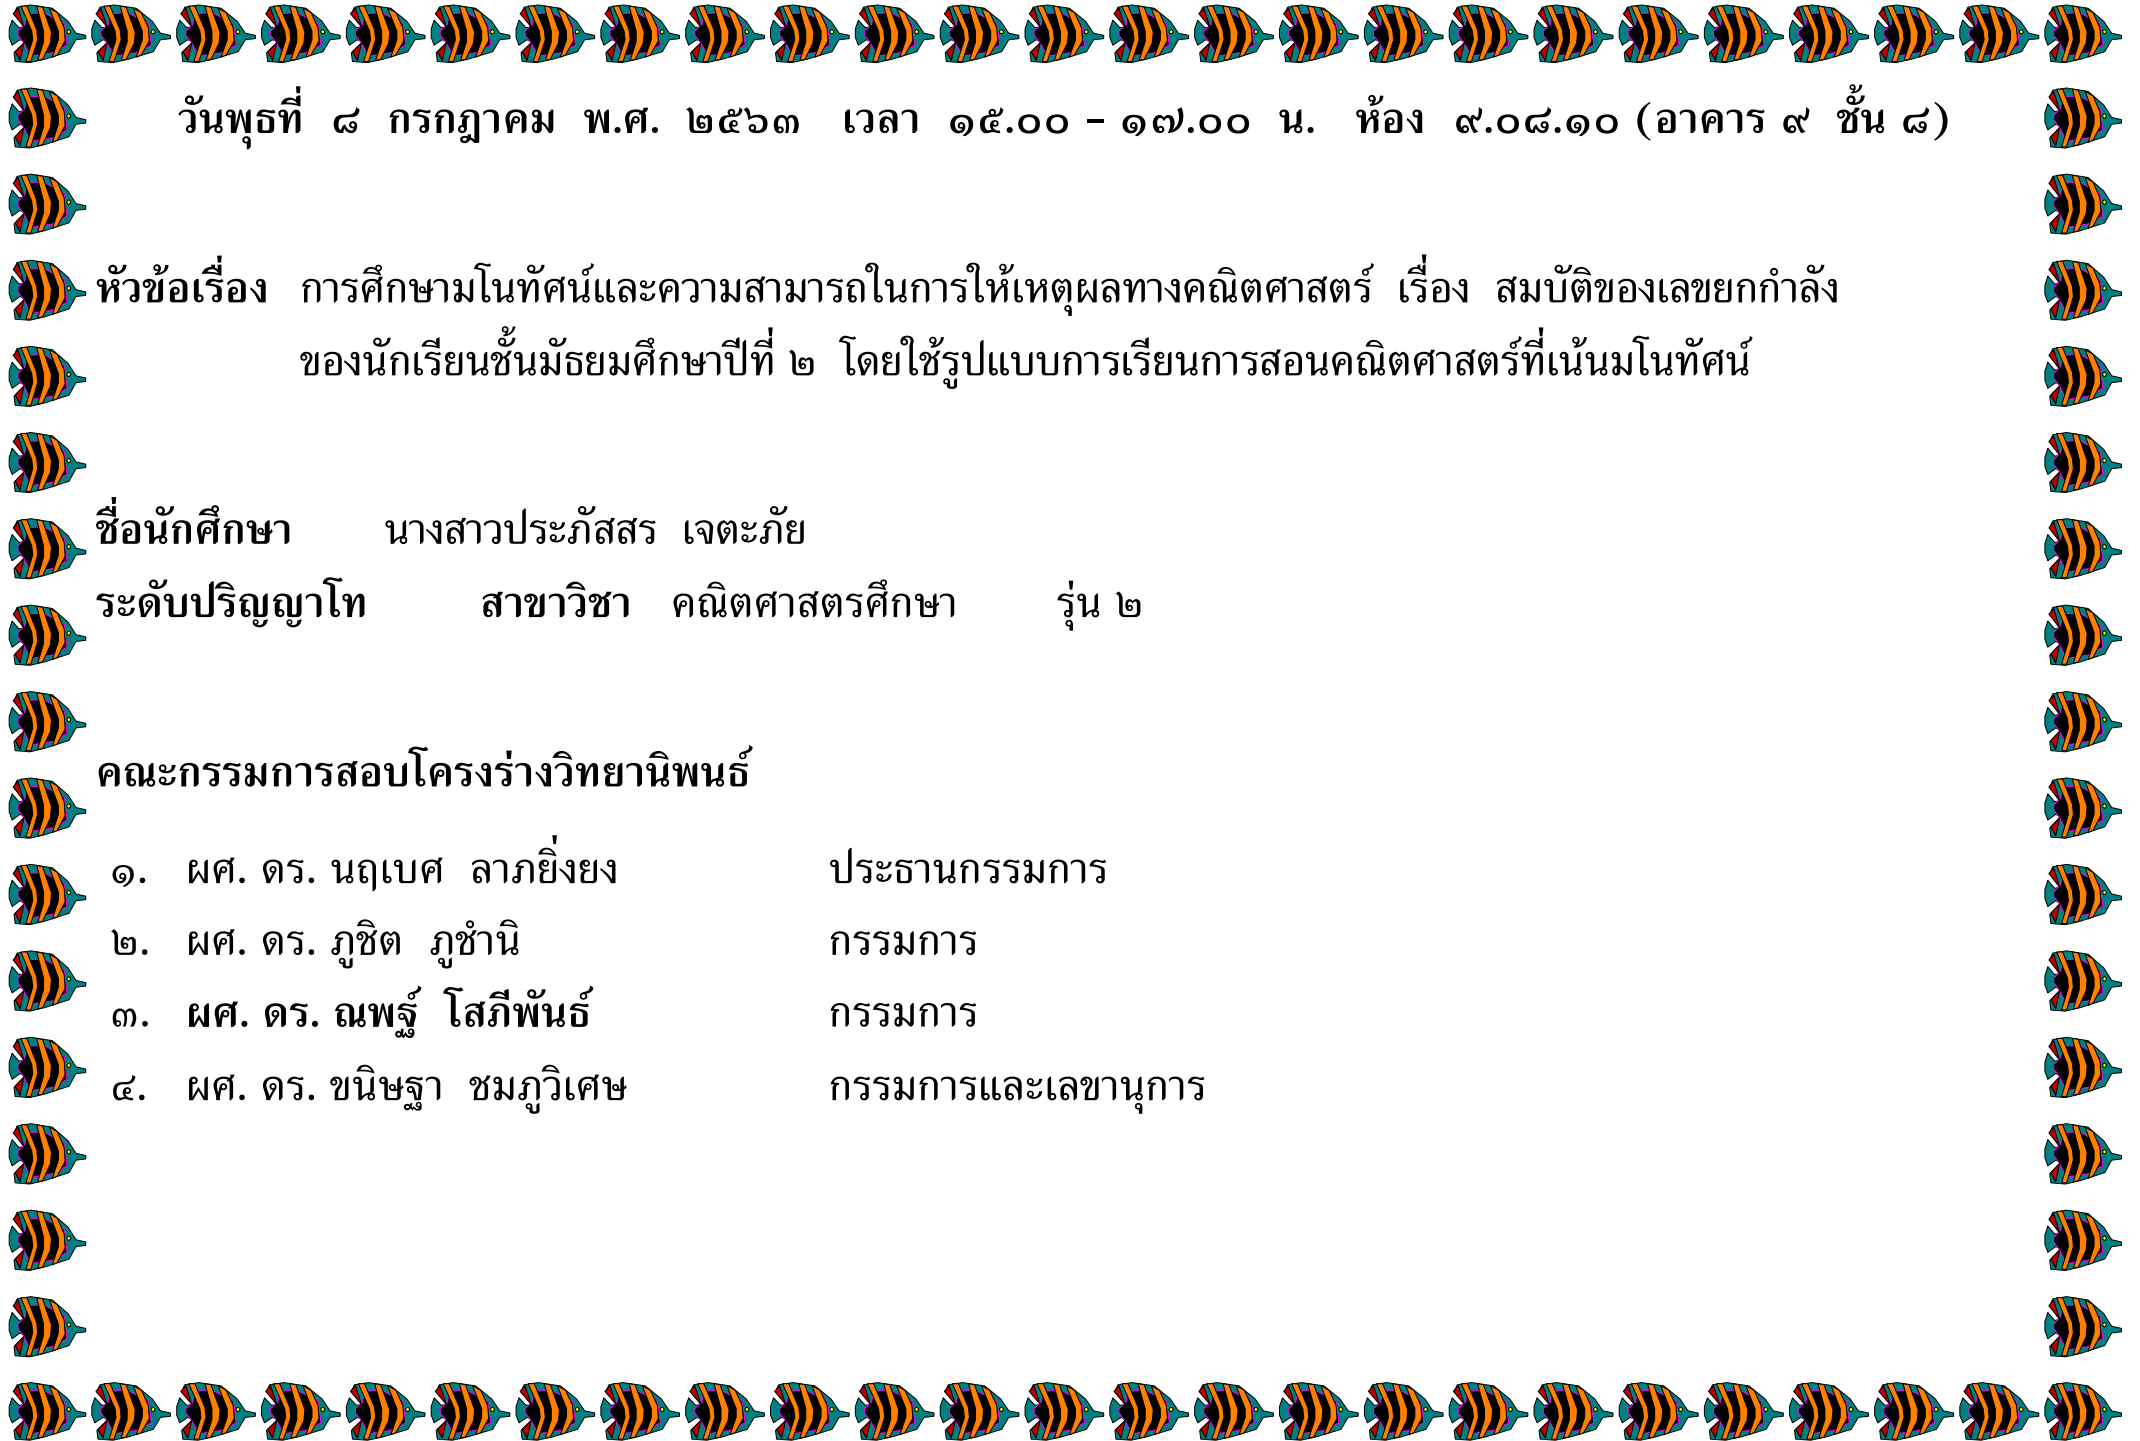 วันพุธที่ ๘ กรกฎาคม พ.ศ. ๒๕๖๓ เวลา ๑๕.๐๐ – ๑๗.๐๐ น. ห้อง ๙.๐๘.๑๐ (อาคาร ๙ ชั้น ๘)
หัวข้อเรื่อง การศึกษามโนทัศน์และความสามารถในการให้เหตุผลทางคณิตศาสตร์ เรื่อง สมบัติของเลขยกกำลัง
ของนักเรียนชั้นมัธยมศึกษาปีที่ ๒ โดยใช้รูปแบบการเรียนการสอนคณิตศาสตร์ที่เน้นมโนทัศน์
ชื่อนักศึกษา นางสาวประภัสสร เจตะภัย
ระดับปริญญาโท สาขาวิชา คณิตศาสตรศึกษา รุ่น ๒
คณะกรรมการสอบโครงร่างวิทยานิพนธ์
๑. ผศ. ดร. นฤเบศ ลาภยิ่งยง ประธานกรรมการ
๒. ผศ. ดร. ภูชิต ภูชำนิ กรรมการ
๓. ผศ. ดร. ณพฐ์ โสภีพันธ์ กรรมการ
๔. ผศ. ดร. ขนิษฐา ชมภูวิเศษ กรรมการและเลขานุการ